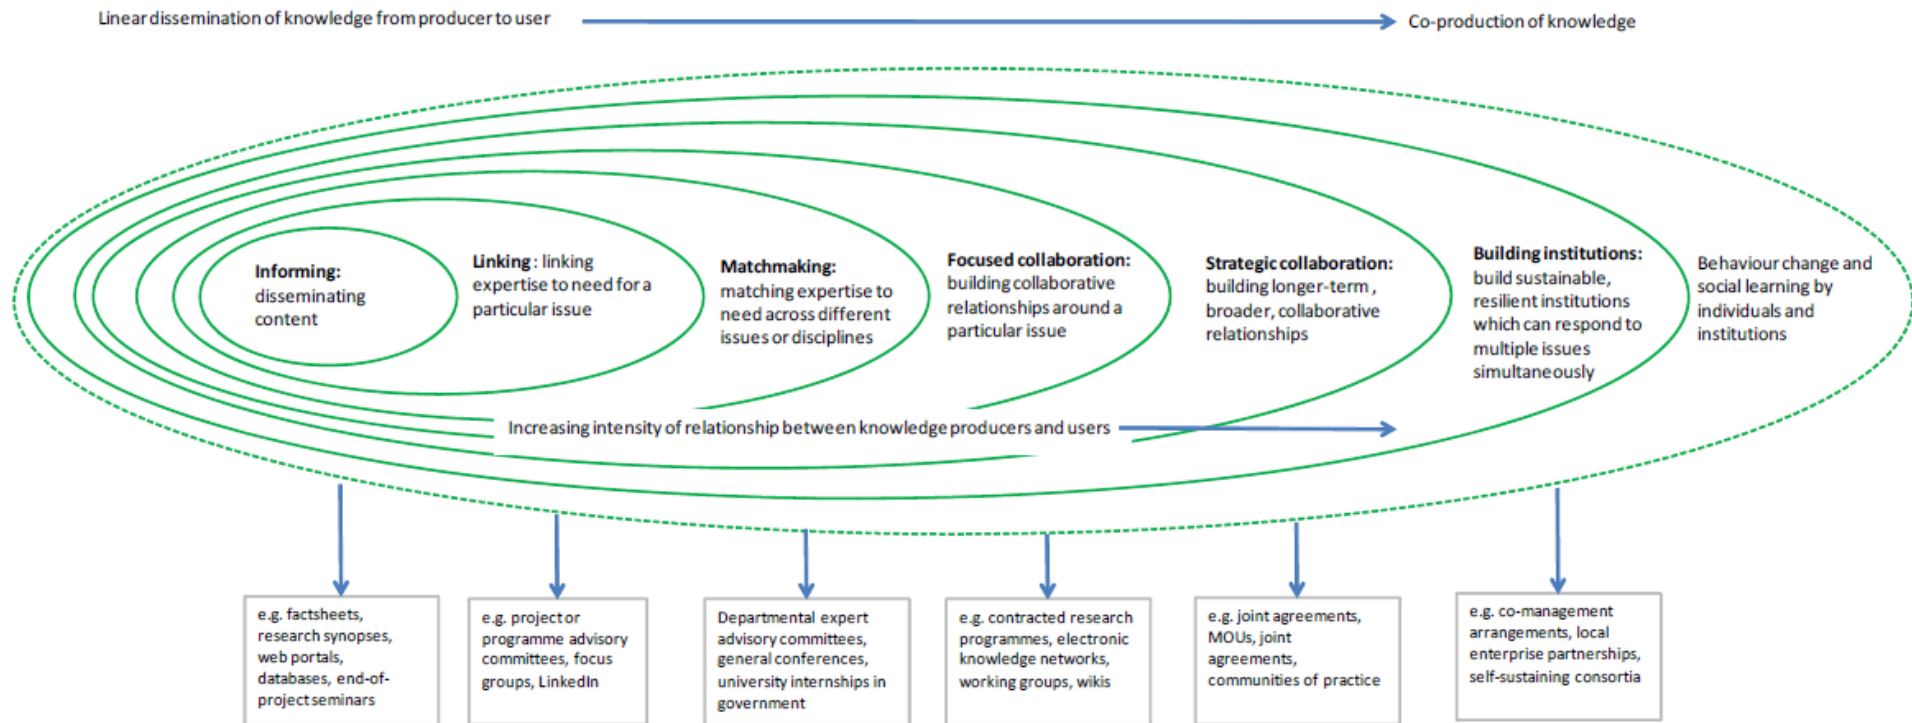 Linear dissemination of knowledge from producer to user
Co-production of knowledge
Informing:
disseminating
content
Linking : linking
expertise to need for a
particular issue
Matchmaking:
matching expertise to
need across different
issues or disciplines
Focused collaboration:
building collaborative
relationships around a
particular issue
Strategic collaboration:
building longer-term ,
broader, collaborative
relationships
Building institutions:
build sustainable,
resilient institutions
which can respond to
multiple issues
simultaneously
Behaviour change and
social learning by
individuals and
institutions
Increasing intensity of relationship between knowledge producers and users
e.g. factsheets,
research synopses,
web portals,
databases, end-of-
project seminars
e.g. project or
programme advisory
committees, focus
groups, LinkedIn
Departmental expert
advisory committees,
general conferences,
university internships in
government
e.g. contracted research
programmes, electronic
knowledge networks,
working groups, wikis
e.g. joint agreements,
MOUs, joint
agreements,
communities of practice
e.g. co-management
arrangements, local
enterprise partnerships,
self-sustaining consortia